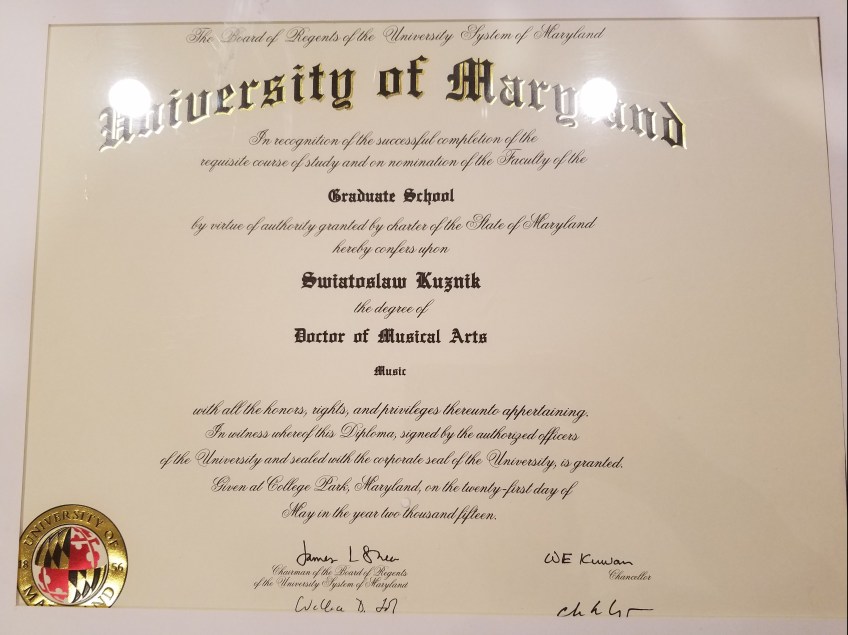 The Board of Regents of the University System of Maryland
University of Maryland
In recognition of the successful completion of the
requisite course of study and on nomination of the Faculty of the
Graduate School
by virtue of authority granted by charter of the State of Maryland
hereby confers upon
Swiatoslaw Kuznik
the degree of
Doctor of Musical Arts
Music
with all the honors, rights, and privileges thereunto appertaining.
In witness whereof this Diploma, signed by the authorized officers
of the University and sealed with the corporate seal of the University, is granted.
Given at College Park, Maryland, on the twenty-first day of
May in the year two thousand fifteen.
James L Shea
WE Kirwan
Chairman of the Board of Regents
of the University System of Maryland
Chancellor
UNIVERSITY OF
18 56
MARYLAND